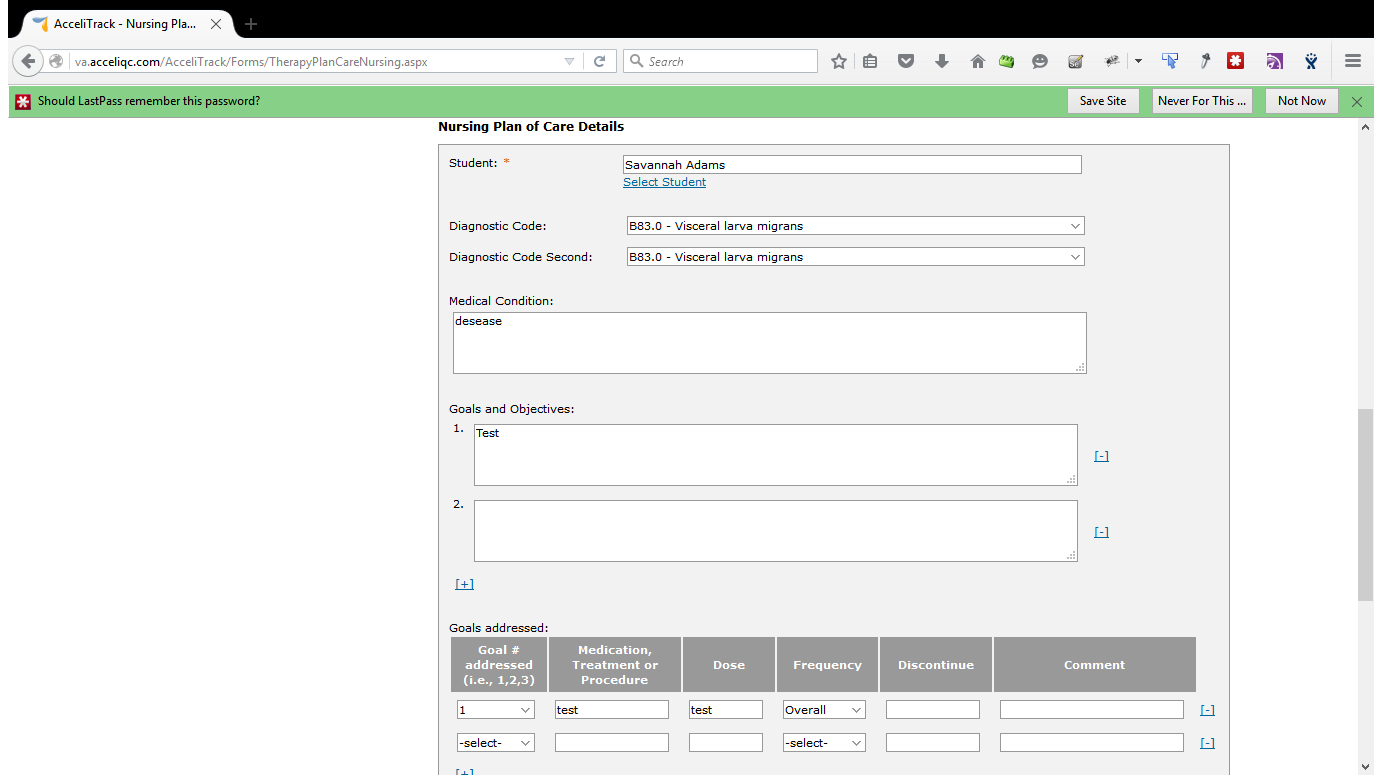 AcceliTrack - Nursing Pla...
va.acceliqc.com/AcceliTrack/Forms/TherapyPlanCareNursing.aspx
Search
Should LastPass remember this password?
Save Site
Never For This ...
Not Now
Nursing Plan of Care Details
Student: *
Savannah Adams
Select Student
Diagnostic Code:
B83.0 - Visceral larva migrans
Diagnostic Code Second:
B83.0 - Visceral larva migrans
Medical Condition:
desease
Goals and Objectives:
1.
Test
[-]
2.
[-]
[+]
Goals addressed:
Goal #
addressed
(i.e., 1,2,3)
Medication,
Treatment or
Procedure
Dose
Frequency
Discontinue
Comment
1
test
test
Overall
[-]
-select-
-select-
[-]
[+]